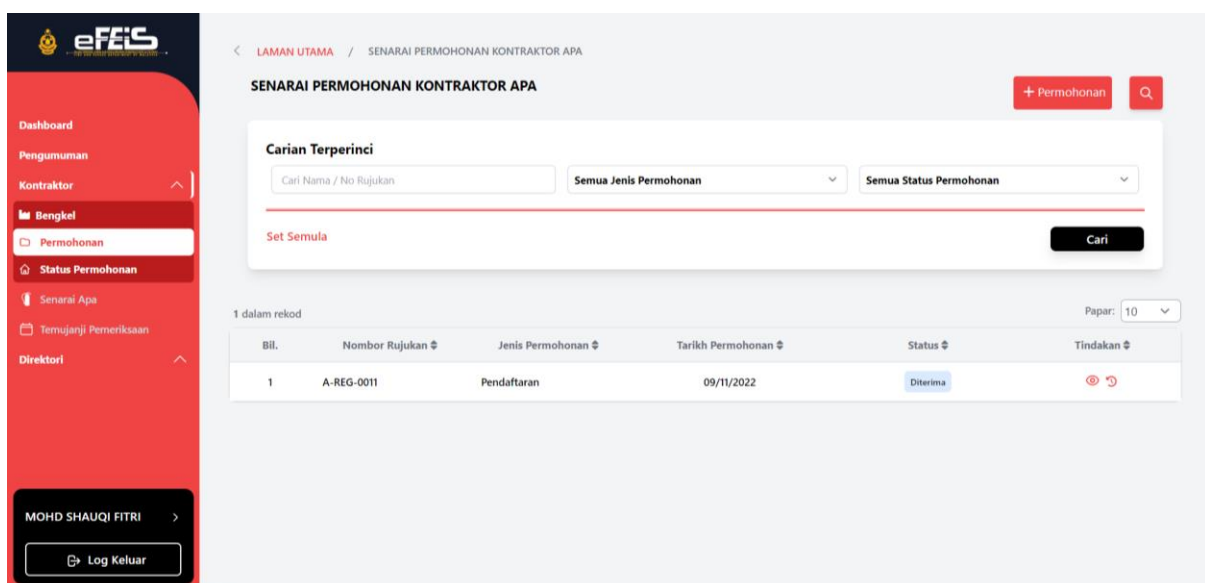 eFEiS
LAMAN UTAMA / SENARAI PERMOHONAN KONTRAKTOR APA
SENARAI PERMOHONAN KONTRAKTOR APA
+ Permohonan
Dashboard
Pengumuman
Kontraktor
Bengkel
Permohonan
Status Permohonan
Senarai Apa
Temujanji Pemeriksaan
Direktori
MOHD SHAUQI FITRI
Log Keluar
Carian Terperinci
Cari Nama / No Rujukan
Semua Jenis Permohonan
Semua Status Permohonan
Set Semula
Cari
1 dalam rekod
Papar: 10
Bil. Nombor Rujukan Jenis Permohonan Tarikh Permohonan Status Tindakan
1 A-REG-0011 Pendaftaran 09/11/2022 Diterima